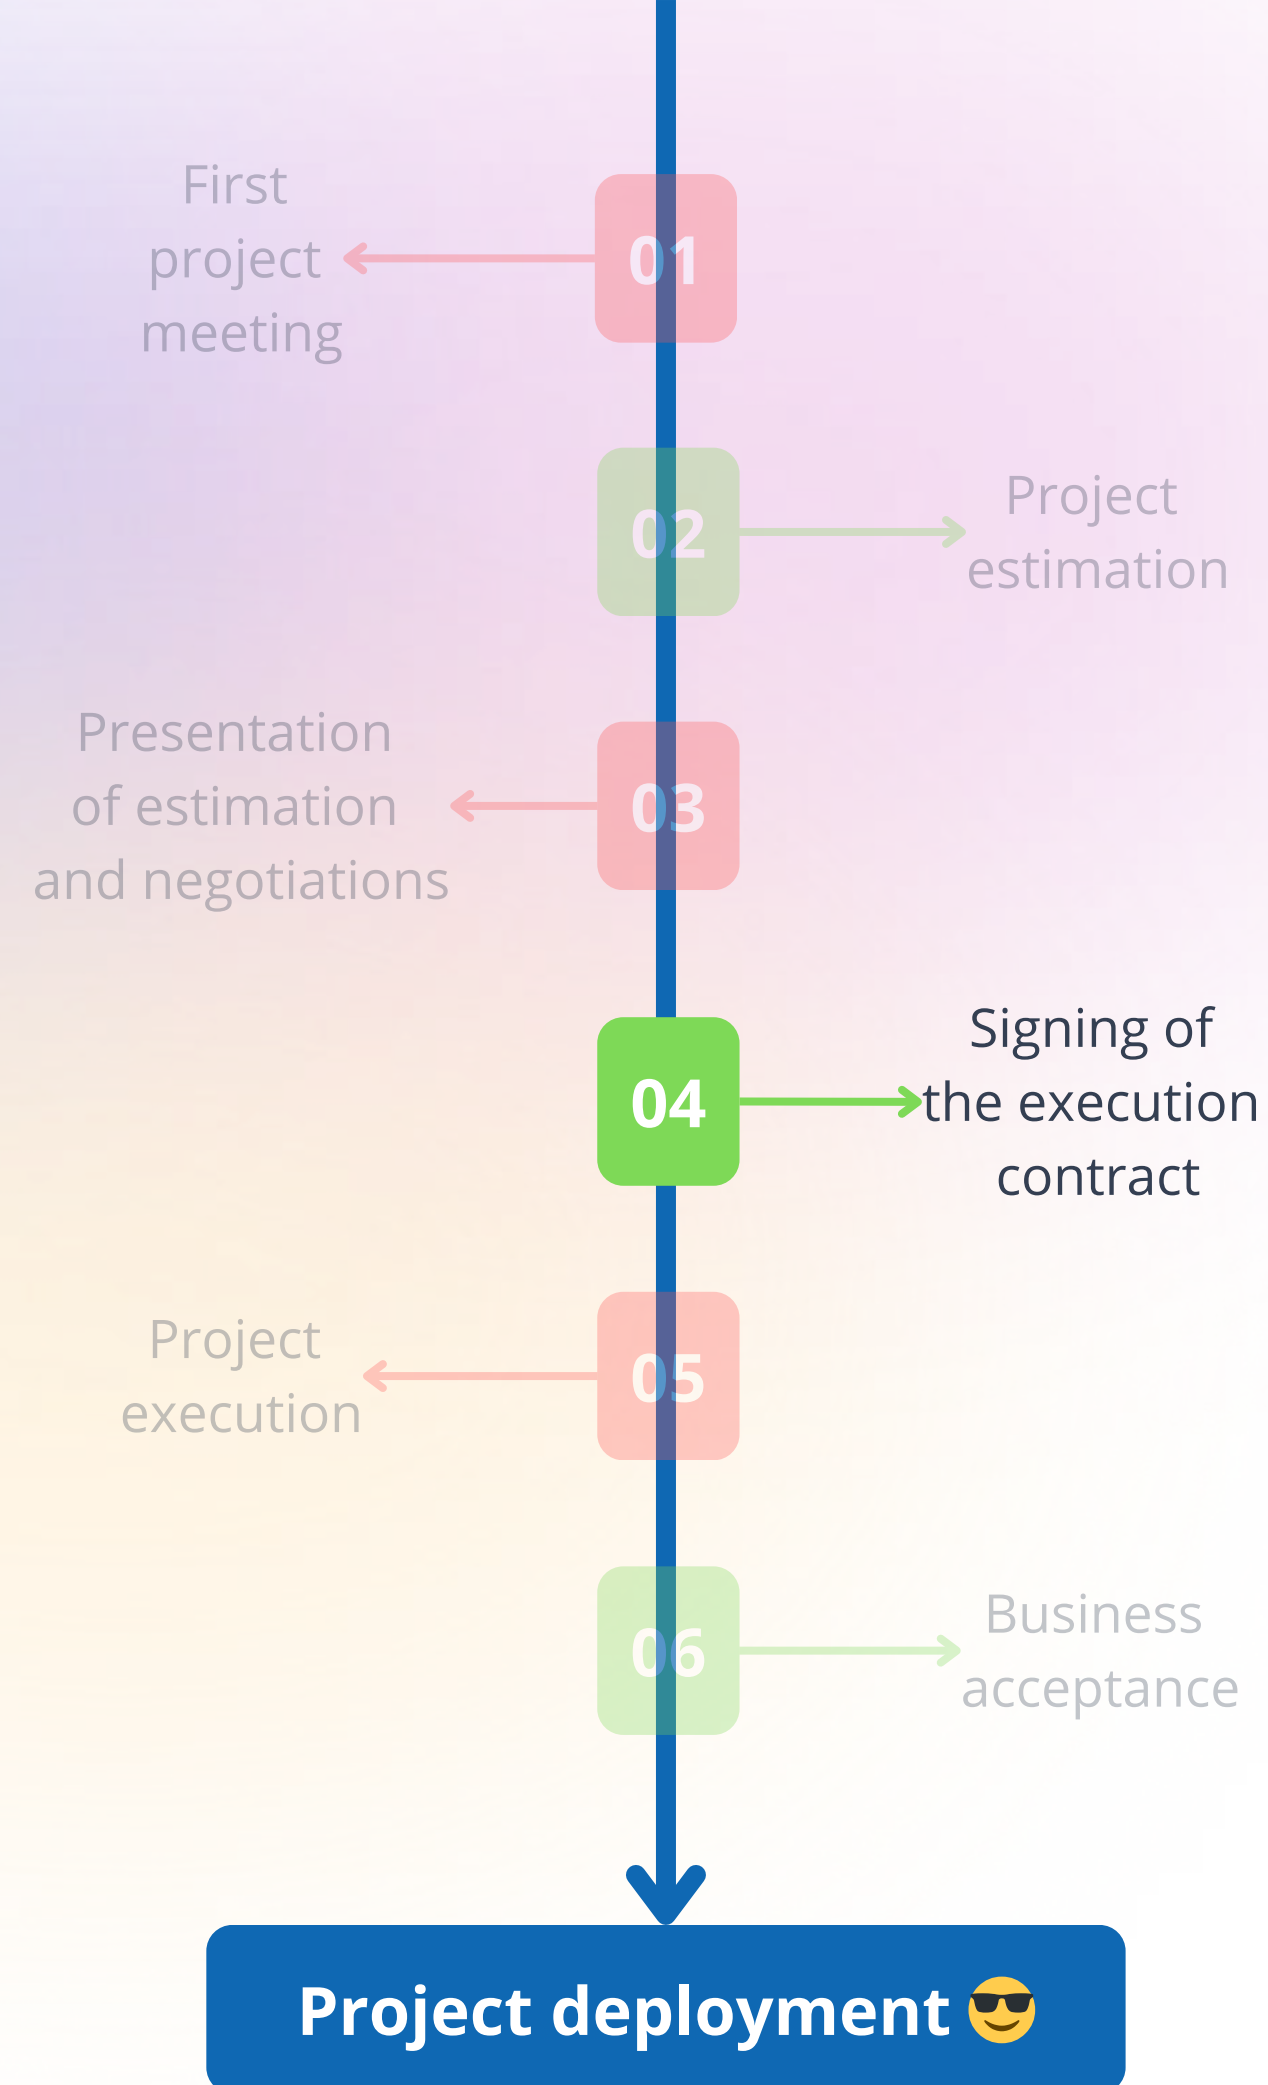 First
project
meeting
01
02
Project
estimation
Presentation
of estimation
and negotiations
03
04
Signing of
the execution
contract
Project
execution
05
06
Business
acceptance
Project deployment 😎